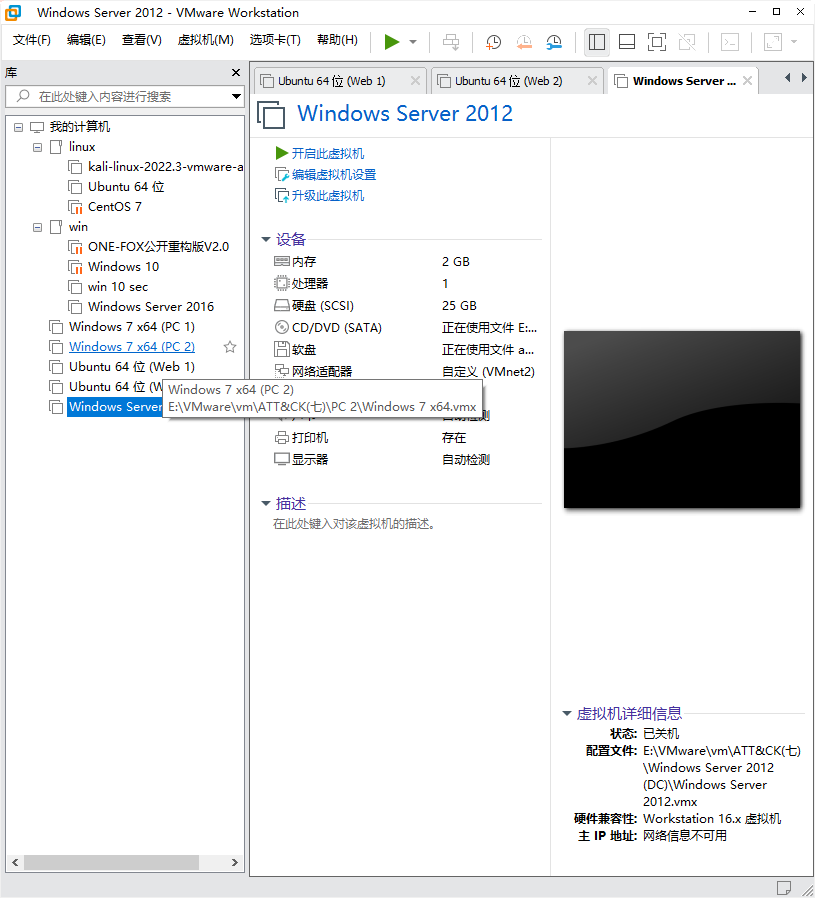 Windows Server 2012 - VMware Workstation
文件(F) 编辑(E) 查看(V) 虚拟机(M) 选项卡(T) 帮助(H)
库
在此处键入内容进行搜索
我的计算机
linux
kali-linux-2022.3-vmware-a
Ubuntu 64 位
CentOS 7
win
ONE-FOX公开重构版V2.0
Windows 10
win 10 sec
Windows Server 2016
Windows 7 x64 (PC 1)
Windows 7 x64 (PC 2)
Ubuntu 64 位 (Web 1)
Ubuntu 64 位 (W
Windows Server
Windows 7 x64 (PC 2)
E:\VMware\vm\ATT&CK(七)\PC 2\Windows 7 x64.vmx
Ubuntu 64 位 (Web 1)
Ubuntu 64 位 (Web 2)
Windows Server ...
Windows Server 2012
开启此虚拟机
编辑虚拟机设置
升级此虚拟机
设备
内存 2 GB
处理器 1
硬盘 (SCSI) 25 GB
CD/DVD (SATA) 正在使用文件 E:...
软盘 正在使用文件 a...
网络适配器 自定义 (VMnet2)
打印机 存在
显示器 自动检测
描述
在此处键入对该虚拟机的描述。
虚拟机详细信息
状态: 已关机
配置文件: E:\VMware\vm\ATT&CK(七)
\Windows Server 2012
(DC)\Windows Server
2012.vmx
硬件兼容性: Workstation 16.x 虚拟机
主 IP 地址: 网络信息不可用